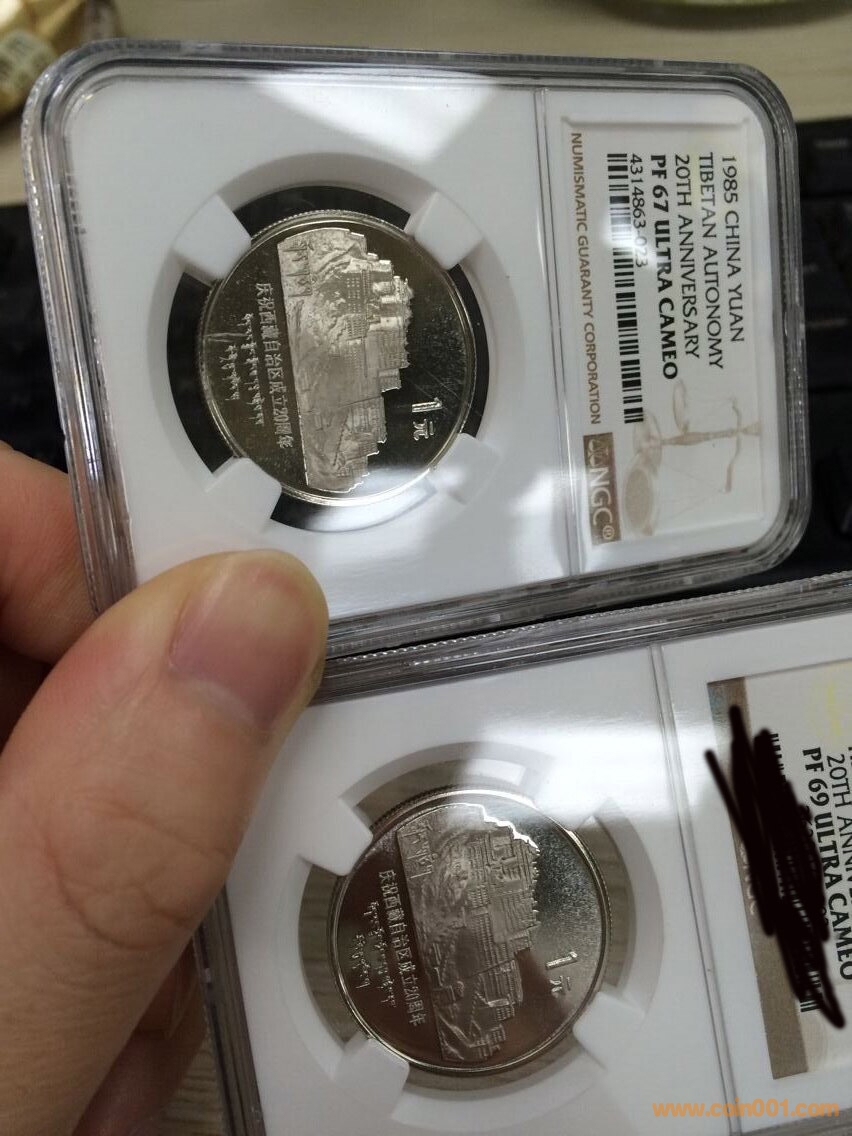 1985 CHINA YUAN
TIBETAN AUTONOMY
20TH ANNIVERSARY
PF 67 ULTRA CAMEO
4314863-023
NUMISMATIC GUARANTY CORPORATION
NGC®
1元
庆祝西藏自治区成立20周年
20TH ANNIVE
PF 69 ULTRA CAMEO
1元
庆祝西藏自治区成立20周年
www.coin001.com